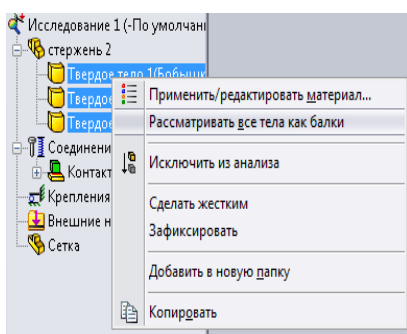 Исследование 1 (-По умолчан
стержень 2
Твердое тело 1(Бобышк
Твердое
Применить/редактировать материал...
Твердое
Рассматривать все тела как балки
Соединени
Исключить из анализа
Контакт
Крепления
Сделать жестким
Внешние н
Зафиксировать
Сетка
Добавить в новую папку
Копировать